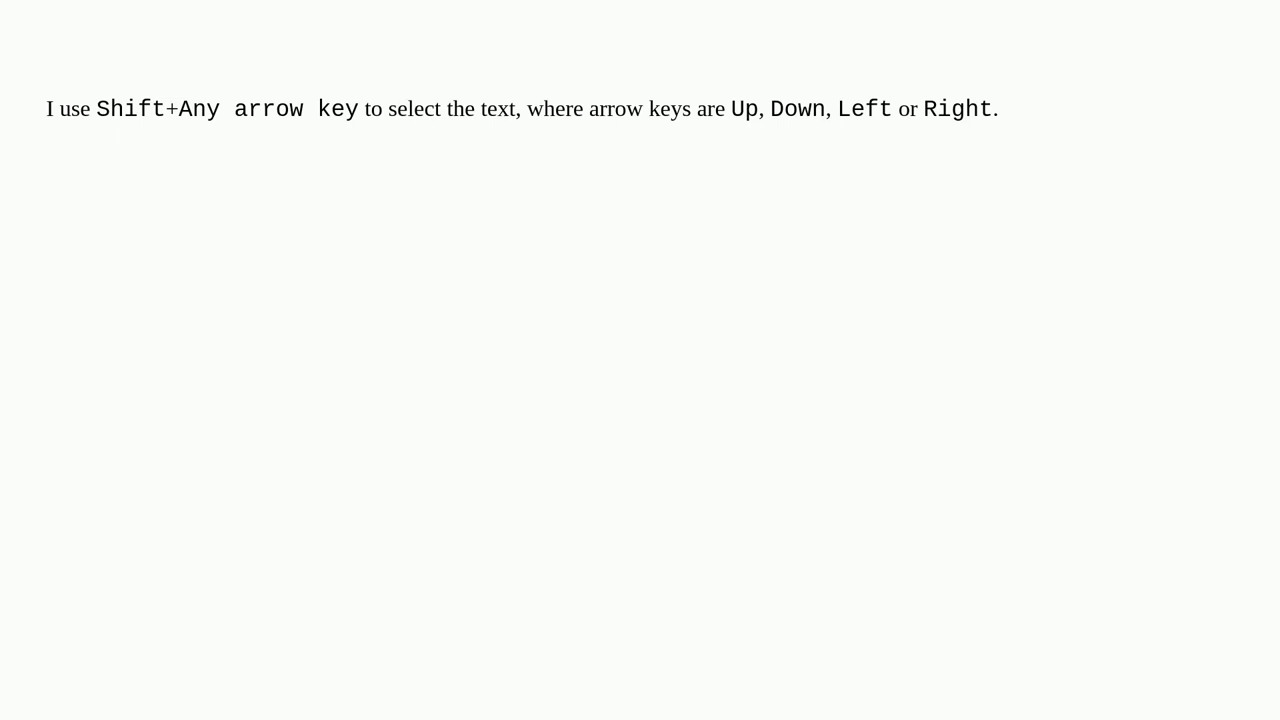 I use Shift+Any arrow key to select the text, where arrow keys are Up, Down, Left or Right.